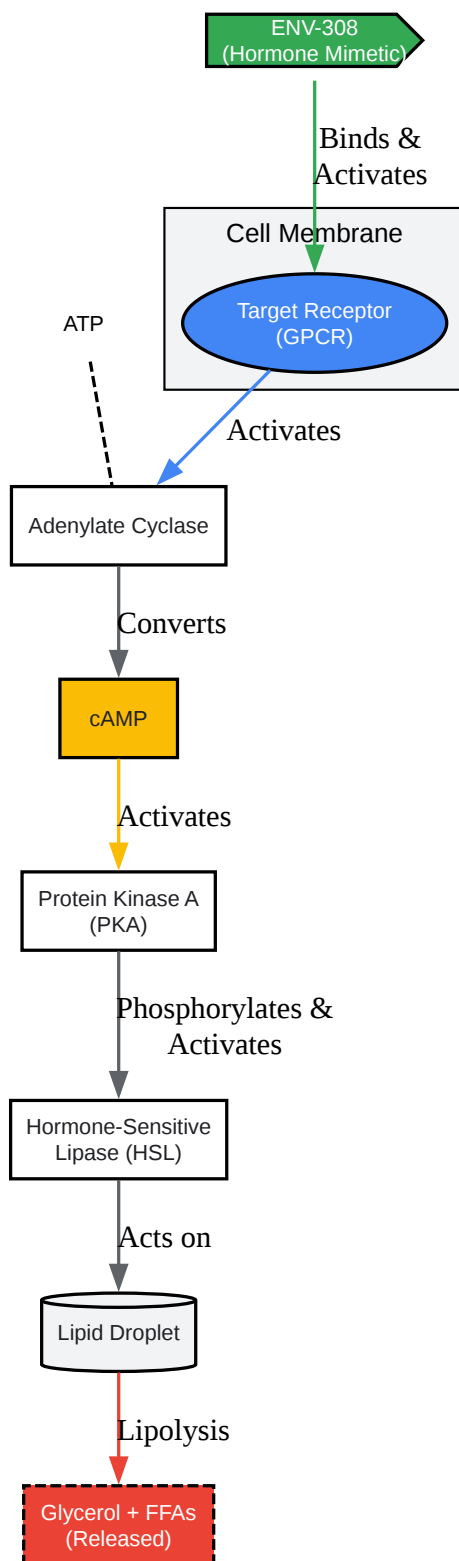 ENV-308
(Hormone Mimetic)
Binds &
Activates
Cell Membrane
Target Receptor
(GPCR)
ATP
Activates
Adenylate Cyclase
Converts
cAMP
Activates
Protein Kinase A
(PKA)
Phosphorylates &
Activates
Hormone-Sensitive
Lipase (HSL)
Acts on
Lipid Droplet
Lipolysis
Glycerol + FFAs
(Released)